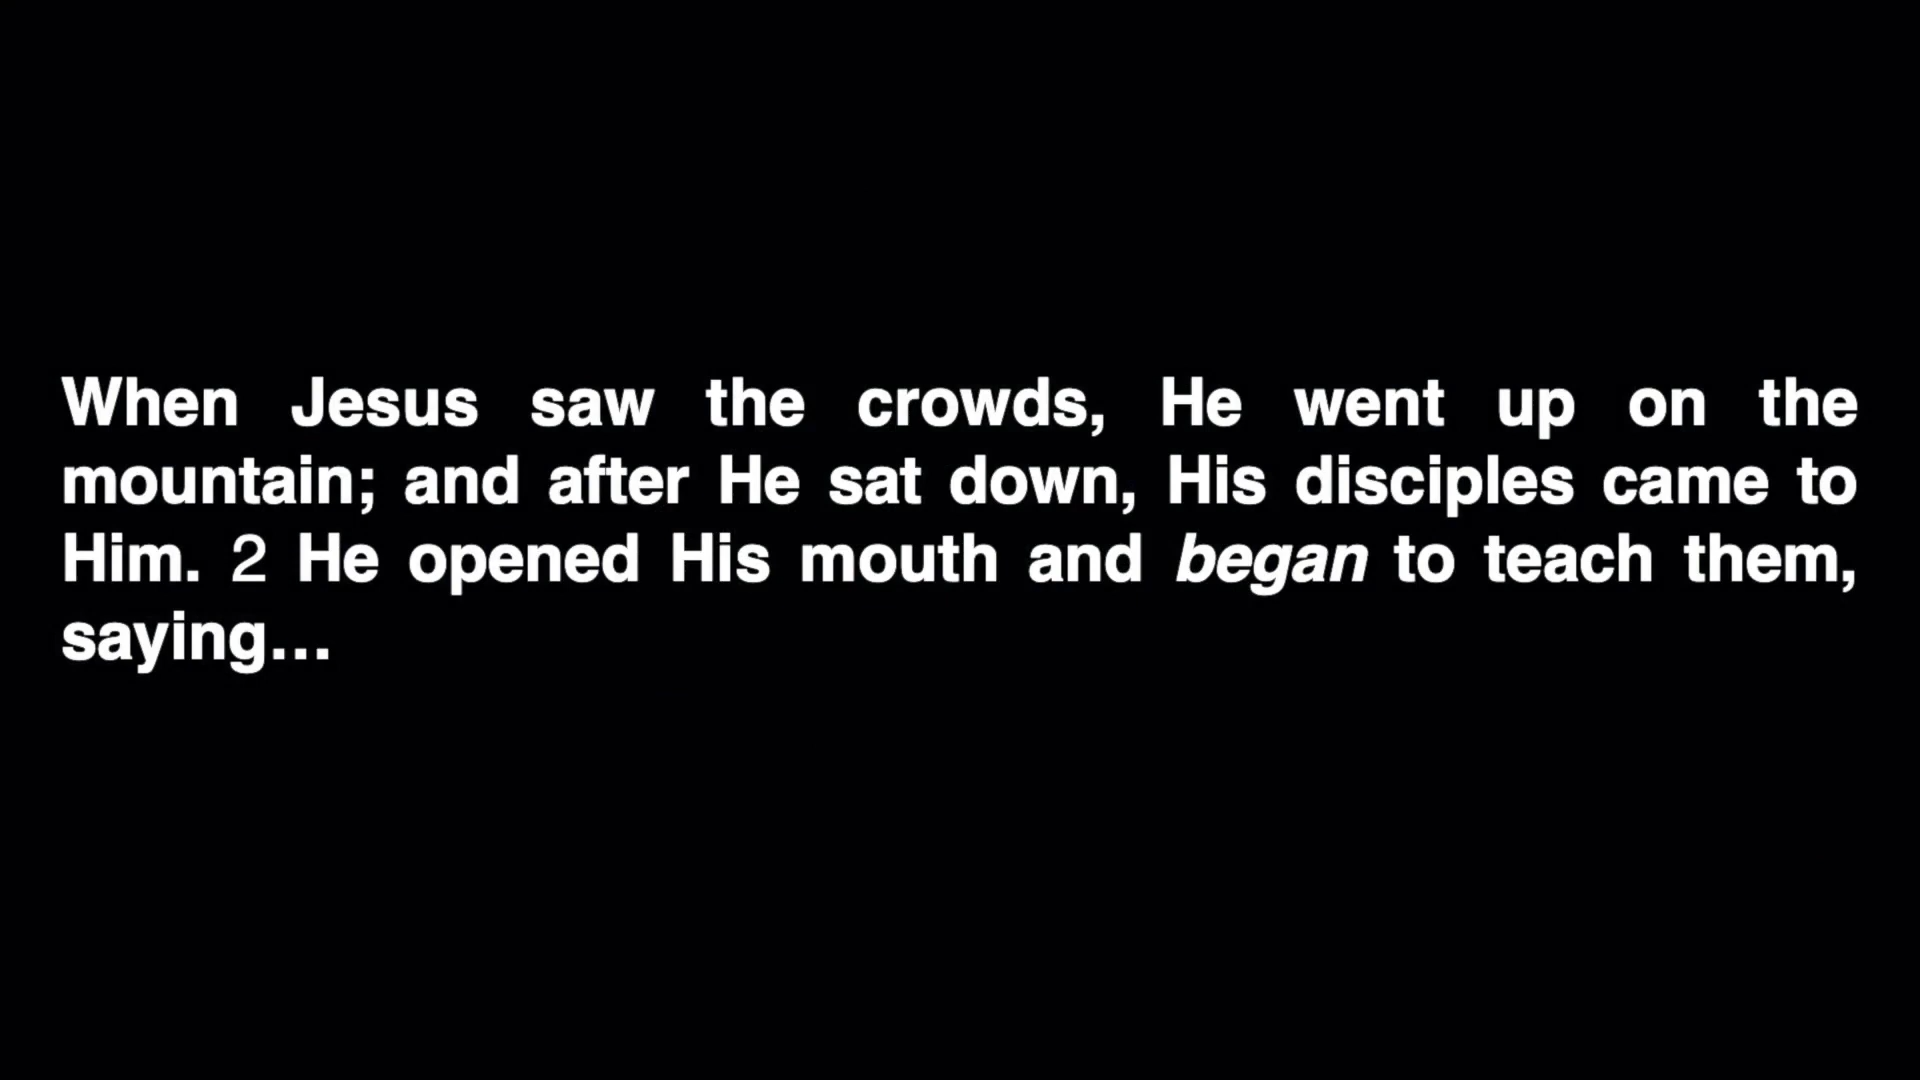 When Jesus saw the crowds, He went up on the
mountain; and after He sat down, His disciples came to
Him. 2 He opened His mouth and began to teach them,
saying…